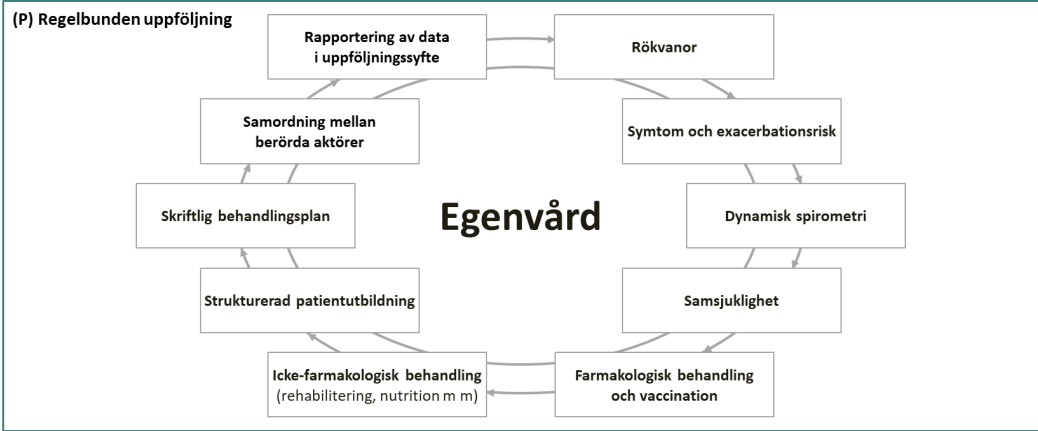 (P) Regelbunden uppföljning
Rapportering av data
i uppföljningssyfte
Rökvanor
Symtom och exacerbationsrisk
Dynamisk spirometri
Samsjuklighet
Farmakologisk behandling
och vaccination
Icke-farmakologisk behandling
(rehabilitering, nutrition m m)
Strukturerad patientutbildning
Skriftlig behandlingsplan
Samordning mellan
berörda aktörer
Egenvård